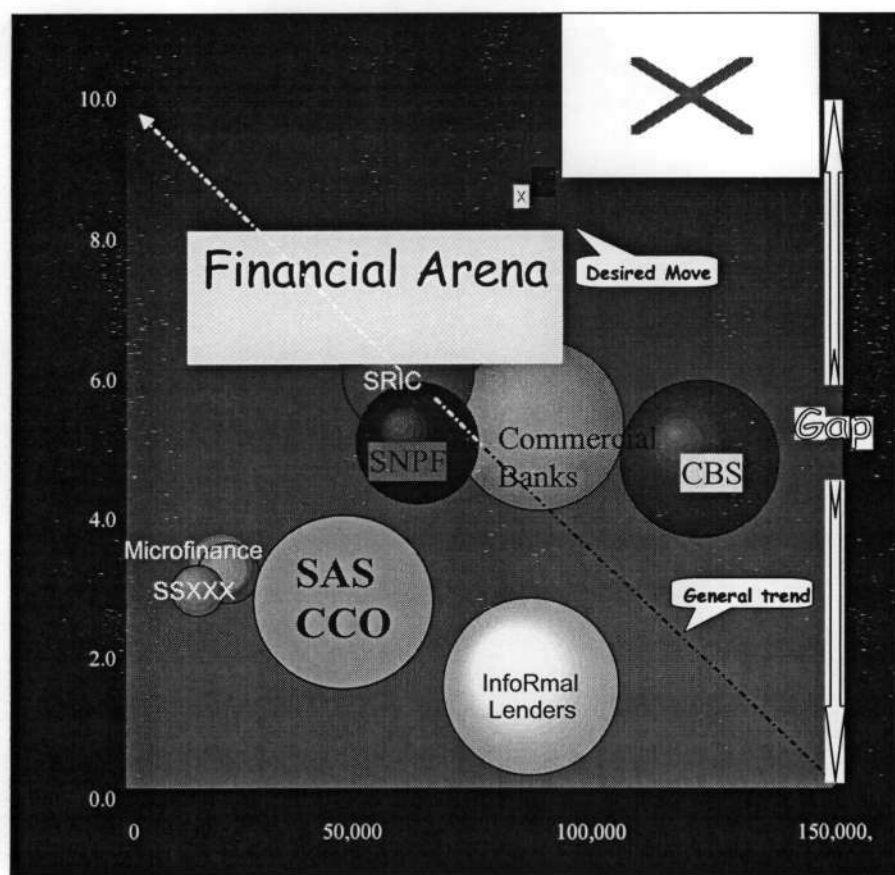 10.0
X
8.0
Financial Arena
Desired Move
6.0
SRIC
Gap
Commercial
SNPF
Banks
CBS
4.0
Microfinance
SSXXX
SAS
CCO
General trend
2.0
InfoRmal
Lenders
0.0
0
50,000
100,000
150,000,